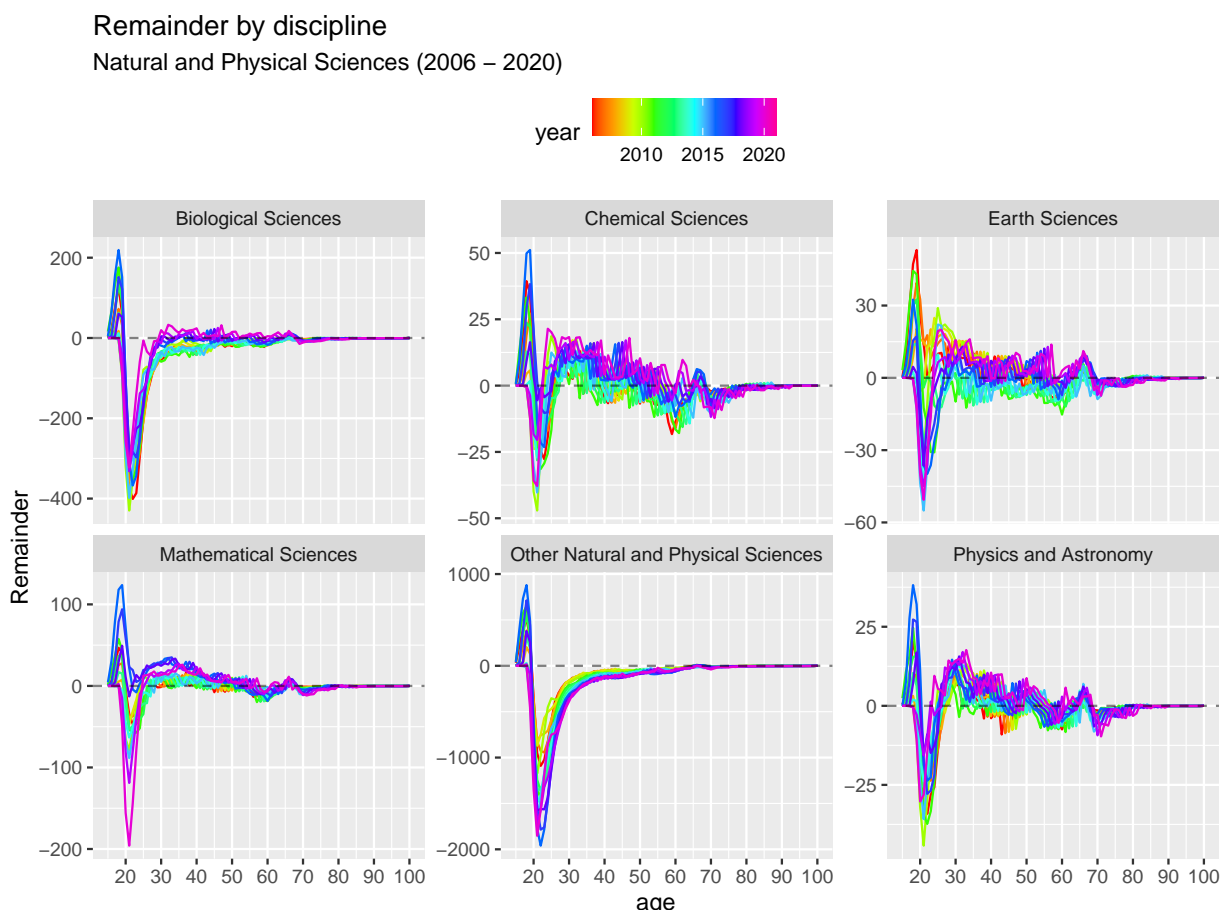 Remainder by discipline
Natural and Physical Sciences (2006 – 2020)
year
2010 2015 2020
Biological Sciences
Chemical Sciences
Earth Sciences
200
0
−200
−400
50
25
0
−25
−50
30
0
−30
−60
Mathematical Sciences
Other Natural and Physical Sciences
Physics and Astronomy
100
0
−100
−200
1000
0
−1000
−2000
25
0
−25
20 30 40 50 60 70 80 90 100
20 30 40 50 60 70 80 90 100
20 30 40 50 60 70 80 90 100
Remainder
age